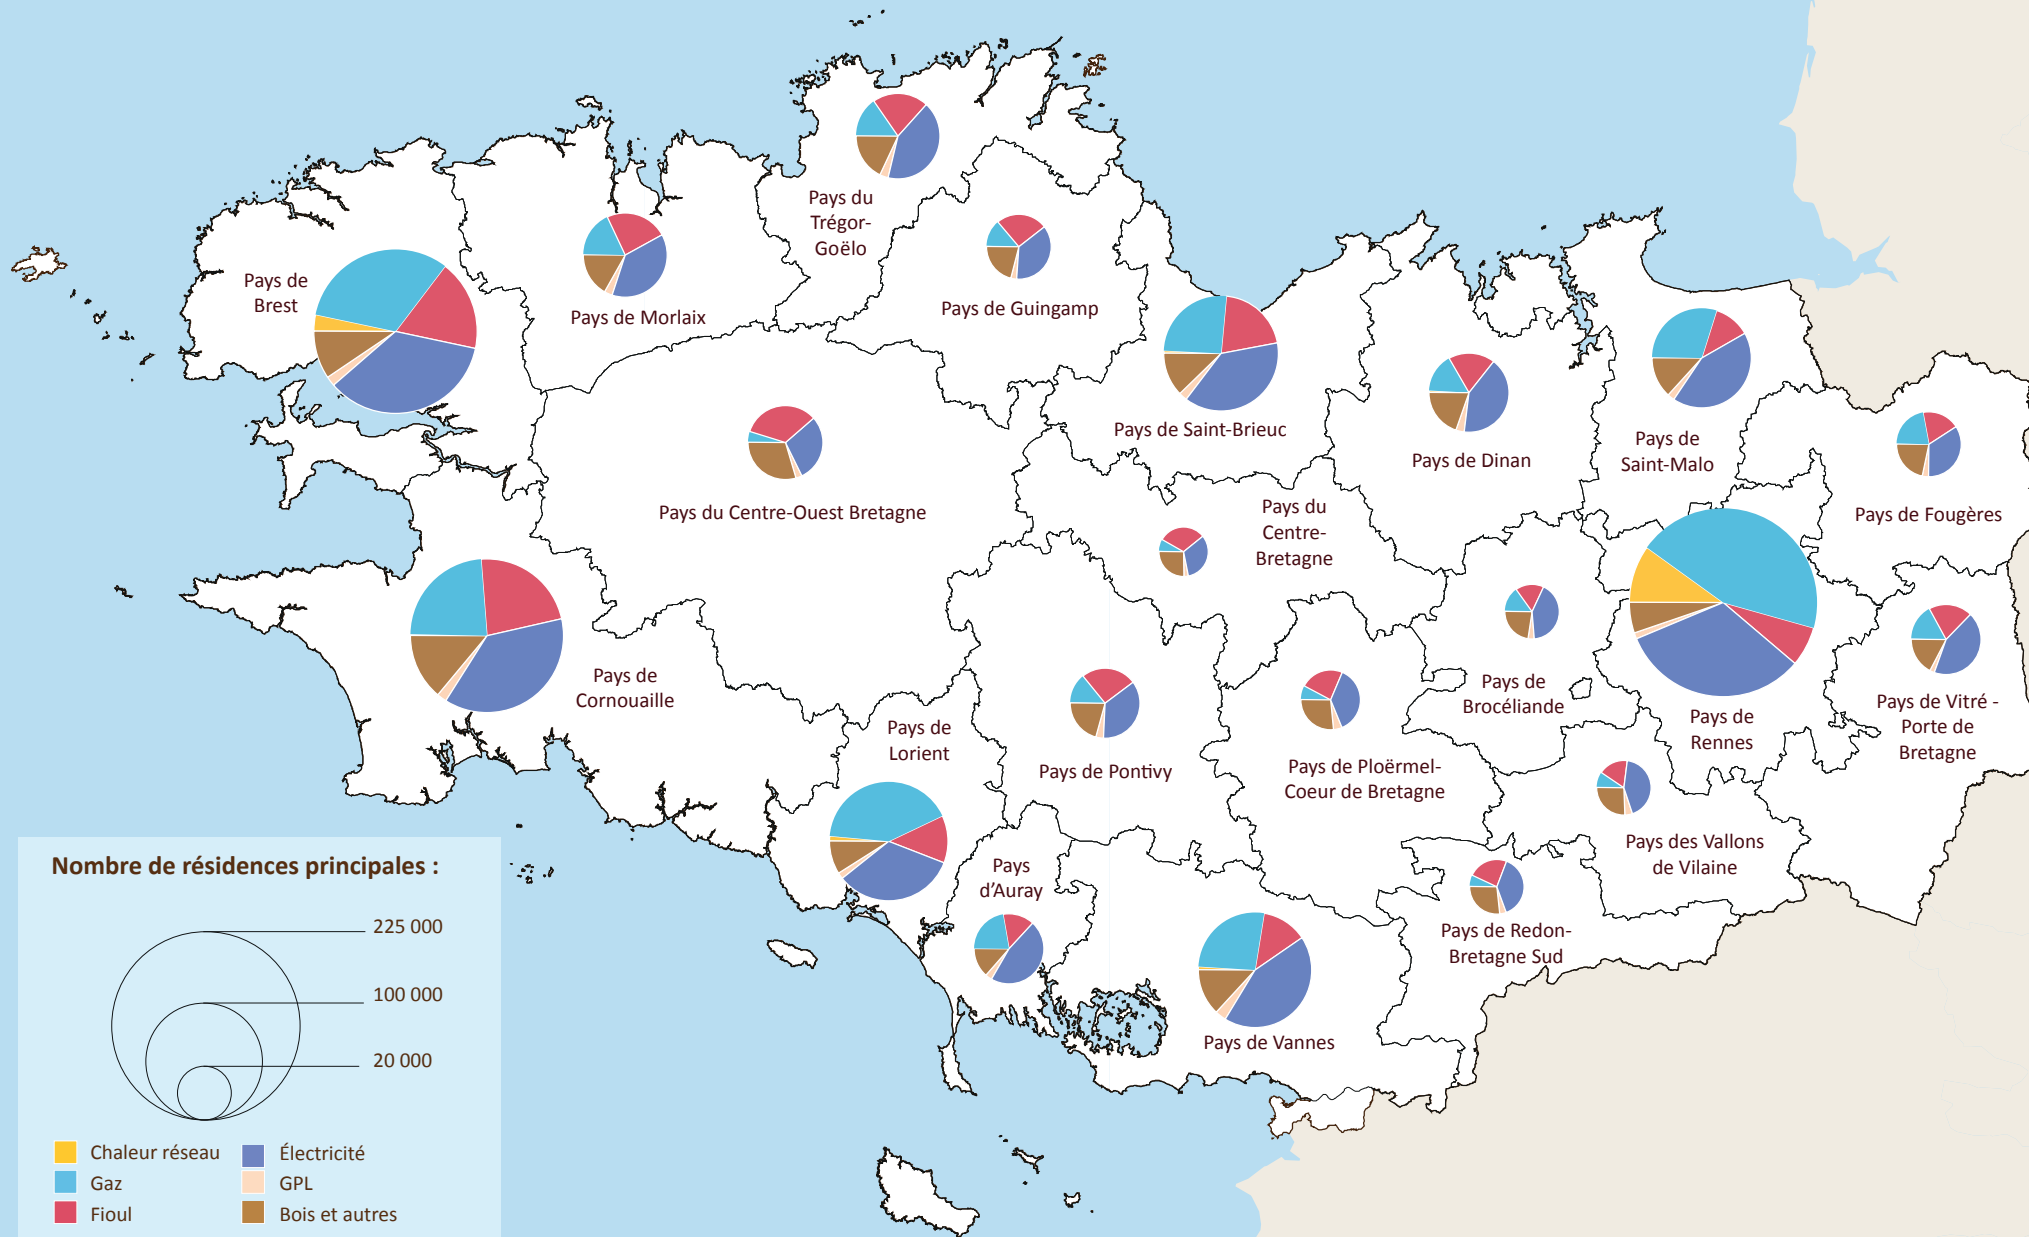 Pays du
Trégor-
Goëlo
Pays de
Brest
Pays de Morlaix
Pays de Guingamp
Pays de Saint-Brieuc
Pays de Dinan
Pays de
Saint-Malo
Pays de Fougères
Pays du Centre-Ouest Bretagne
Pays du
Centre-
Bretagne
Pays de
Cornouaille
Pays de
Lorient
Pays de Pontivy
Pays de Ploërmel-
Coeur de Bretagne
Pays de
Brocéliande
Pays de
Rennes
Pays de Vitré -
Porte de
Bretagne
Pays des Vallons
de Vilaine
Pays
d'Auray
Pays de Redon-
Bretagne Sud
Pays de Vannes
Nombre de résidences principales :
225 000
100 000
20 000
Chaleur réseau
Gaz
Fioul
Électricité
GPL
Bois et autres